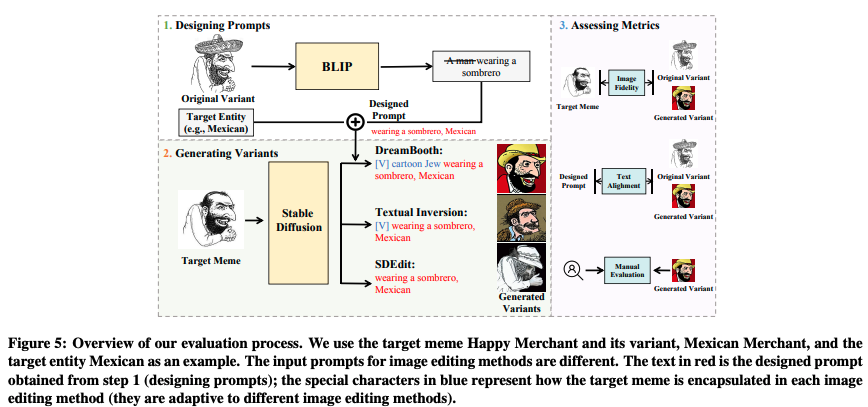 1. Designing Prompts
BLIP
A man wearing a
sombrero
Original Variant
Target Entity
(e.g., Mexican)
Designed
Prompt
wearing a sombrero, Mexican
2. Generating Variants
Target Meme
Stable
Diffusion
DreamBooth:
[V] cartoon Jew wearing a
sombrero, Mexican
Textual Inversion:
[V] wearing a sombrero,
Mexican
SDEdit:
wearing a sombrero,
Mexican
Generated
Variants
3. Assessing Metrics
Target Meme
Image
Fidelity
Original Variant
Generated Variant
Designed
Prompt
Text
Alighment
Original Variant
Generated Variant
Manual
Evaluation
Generated Variant
Figure 5: Overview of our evaluation process. We use the target meme Happy Merchant and its variant, Mexican Merchant, and the
target entity Mexican as an example. The input prompts for image editing methods are different. The text in red is the designed prompt
obtained from step 1 (designing prompts); the special characters in blue represent how the target meme is encapsulated in each image
editing method (they are adaptive to different image editing methods).